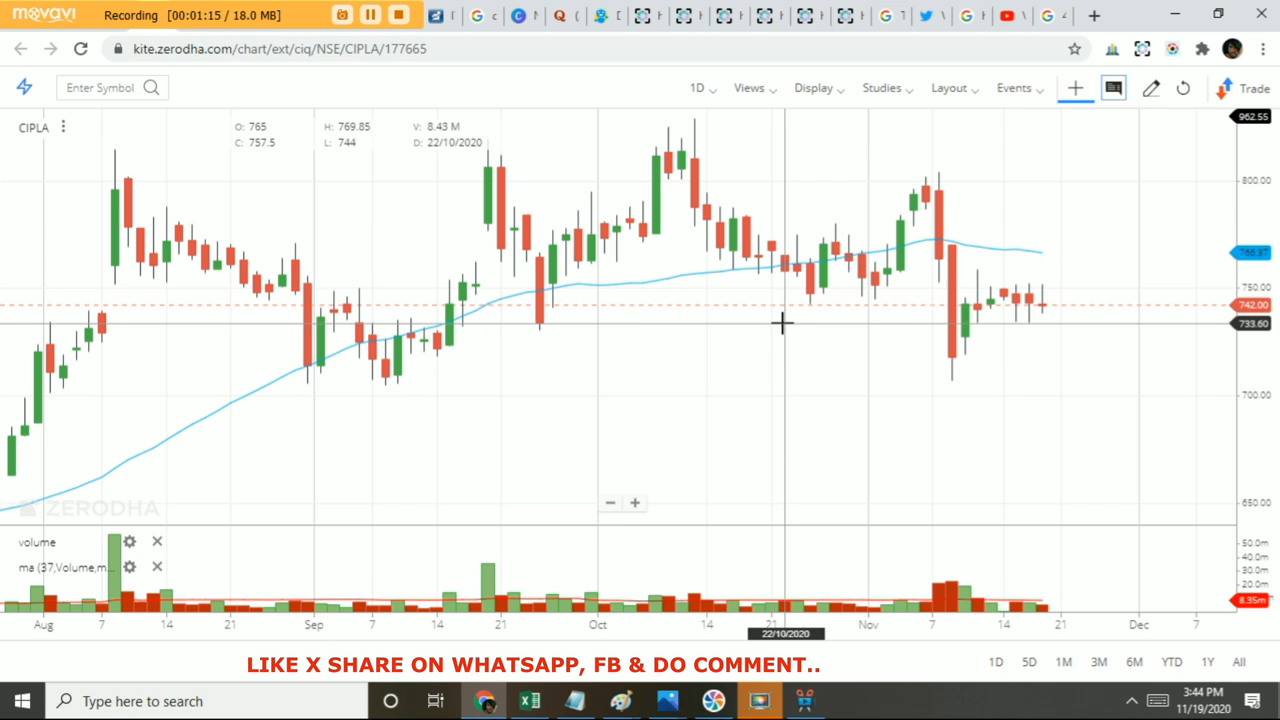 movavi
Recording [00:01:15 / 18.0 MB]
kite.zerodha.com/chart/ext/ciq/NSE/CIPLA/177665
Enter Symbol
1D Views Display Studies Layout Events Trade
CIPLA
O: 765 H: 769.85 V: 8.43 M
C: 757.5 L: 744 D: 22/10/2020
962.55
800.00
766.37
750.00
742.00
733.60
700.00
650.00
ZERODHA
volume
ma (37,Volume,m...
50.0m
40.0m
30.0m
20.0m
8.35m
Aug 7 14 21 Sep 7 14 21 Oct 14 21 Nov 7 14 21 Dec 7
22/10/2020
LIKE X SHARE ON WHATSAPP, FB & DO COMMENT..
1D 5D 1M 3M 6M YTD 1Y All
Type here to search
3:44 PM
11/19/2020